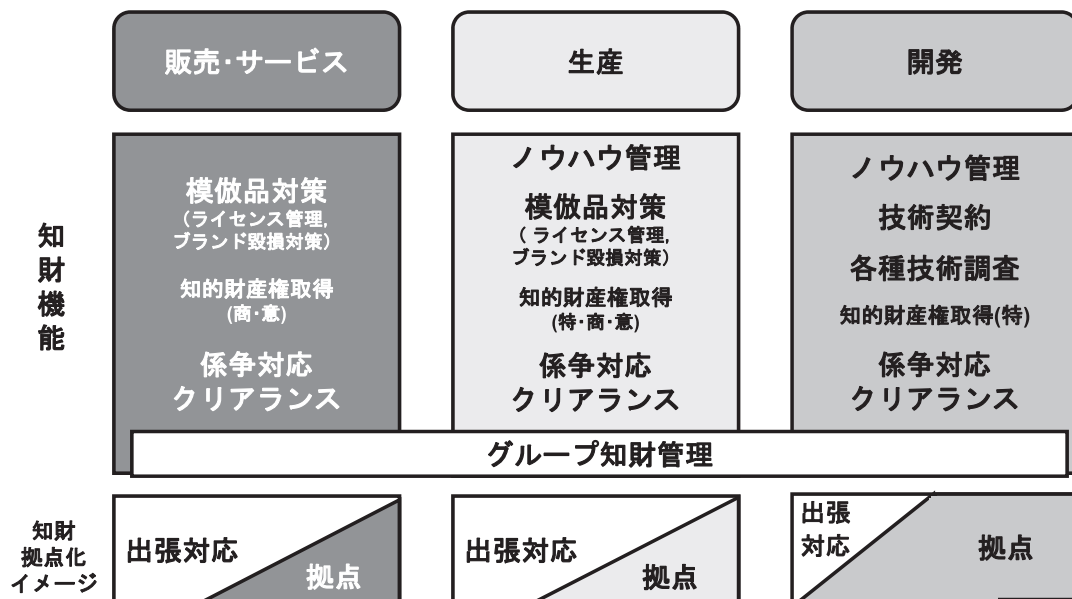 販売･サービス
生産
開発
知財機能
模倣品対策
（ライセンス管理,
ブランド毀損対策）
知的財産権取得
(商･意)
係争対応
クリアランス
ノウハウ管理
模倣品対策
（ ライセンス管理,
ブランド毀損対策）
知的財産権取得
(特･商･意)
係争対応
クリアランス
ノウハウ管理
技術契約
各種技術調査
知的財産権取得(特)
係争対応
クリアランス
グループ知財管理
知財
拠点化
イメージ
出張対応
拠点
出張対応
拠点
出張
対応
拠点